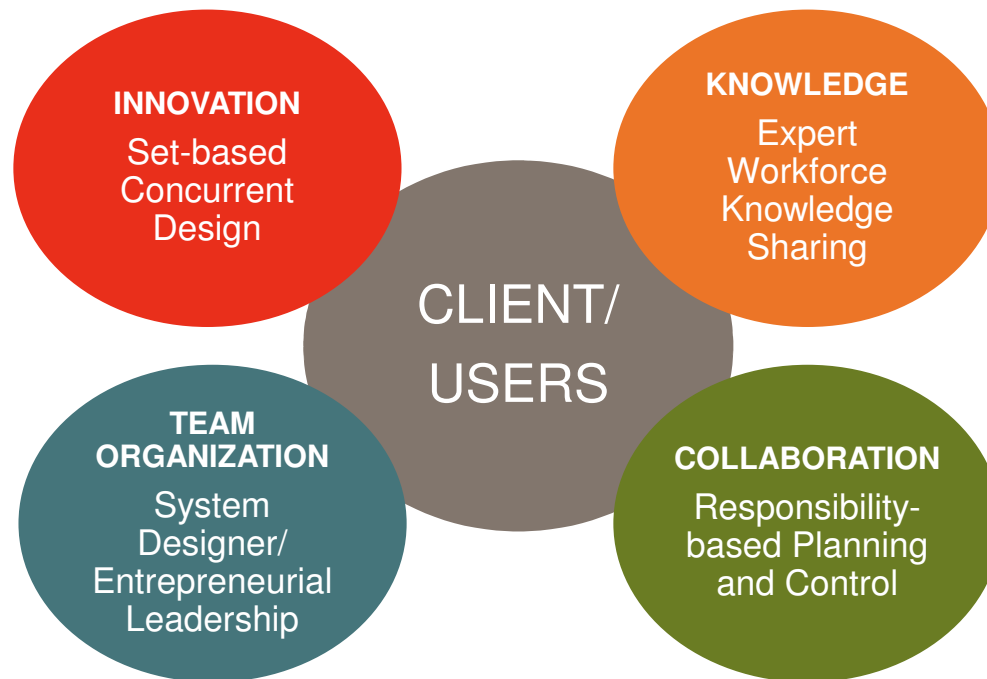 INNOVATION
Set-based
Concurrent
Design
KNOWLEDGE
Expert
Workforce
Knowledge
Sharing
CLIENT/
USERS
TEAM
ORGANIZATION
System
Designer/
Entrepreneurial
Leadership
COLLABORATION
Responsibility-
based Planning
and Control